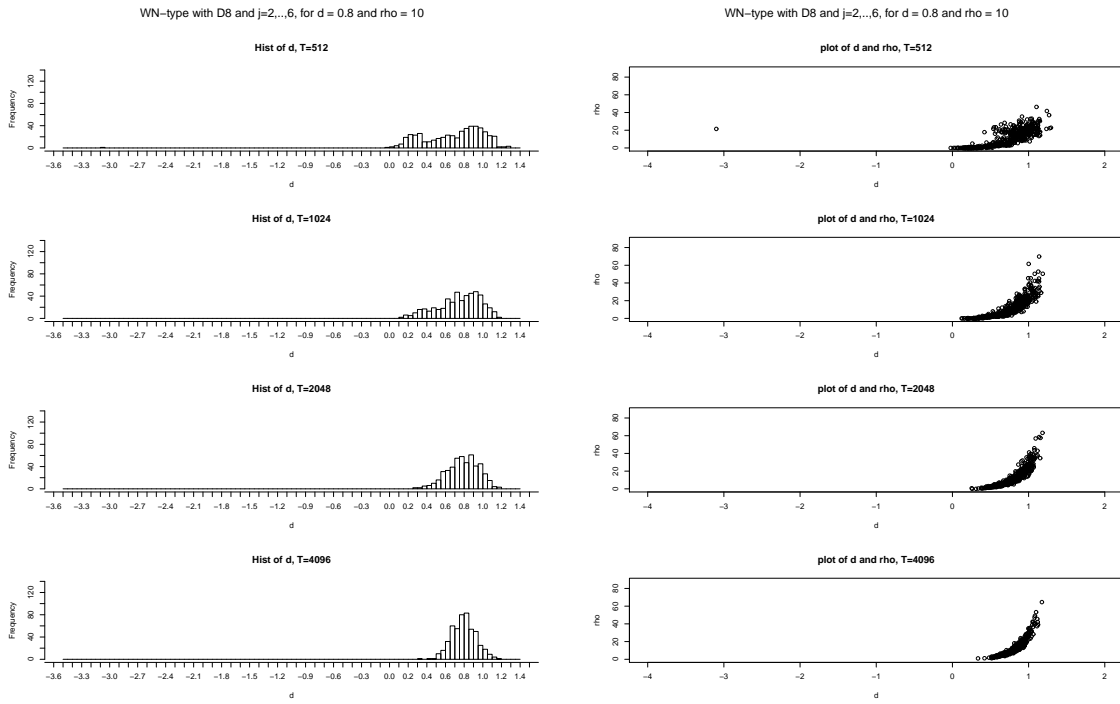 WN−type with D8 and j=2,..,6, for d = 0.8 and rho = 10
Hist of d, T=512
Frequency
0 40 80 120
−3.6 −3.3 −3.0 −2.7 −2.4 −2.1 −1.8 −1.5 −1.2 −0.9 −0.6 −0.3 0.0 0.2 0.4 0.6 0.8 1.0 1.2 1.4
d
Hist of d, T=1024
Frequency
0 40 80 120
−3.6 −3.3 −3.0 −2.7 −2.4 −2.1 −1.8 −1.5 −1.2 −0.9 −0.6 −0.3 0.0 0.2 0.4 0.6 0.8 1.0 1.2 1.4
d
Hist of d, T=2048
Frequency
0 40 80 120
−3.6 −3.3 −3.0 −2.7 −2.4 −2.1 −1.8 −1.5 −1.2 −0.9 −0.6 −0.3 0.0 0.2 0.4 0.6 0.8 1.0 1.2 1.4
d
Hist of d, T=4096
Frequency
0 40 80 120
−3.6 −3.3 −3.0 −2.7 −2.4 −2.1 −1.8 −1.5 −1.2 −0.9 −0.6 −0.3 0.0 0.2 0.4 0.6 0.8 1.0 1.2 1.4
d
WN−type with D8 and j=2,..,6, for d = 0.8 and rho = 10
plot of d and rho, T=512
rho
0 20 40 60 80
−4 −3 −2 −1 0 1 2
d
plot of d and rho, T=1024
rho
0 20 40 60 80
−4 −3 −2 −1 0 1 2
d
plot of d and rho, T=2048
rho
0 20 40 60 80
−4 −3 −2 −1 0 1 2
d
plot of d and rho, T=4096
rho
0 20 40 60 80
−4 −3 −2 −1 0 1 2
d